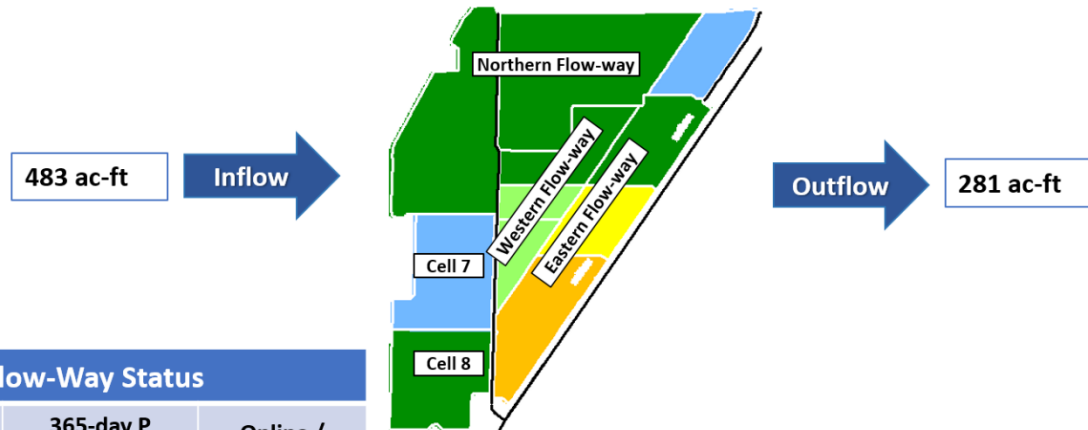 Northern Flow-way
483 ac-ft
Inflow
Western Flow-way
Eastern Flow-way
Outflow
281 ac-ft
Cell 7
Cell 8
low-Way Status
365-day P
Online /